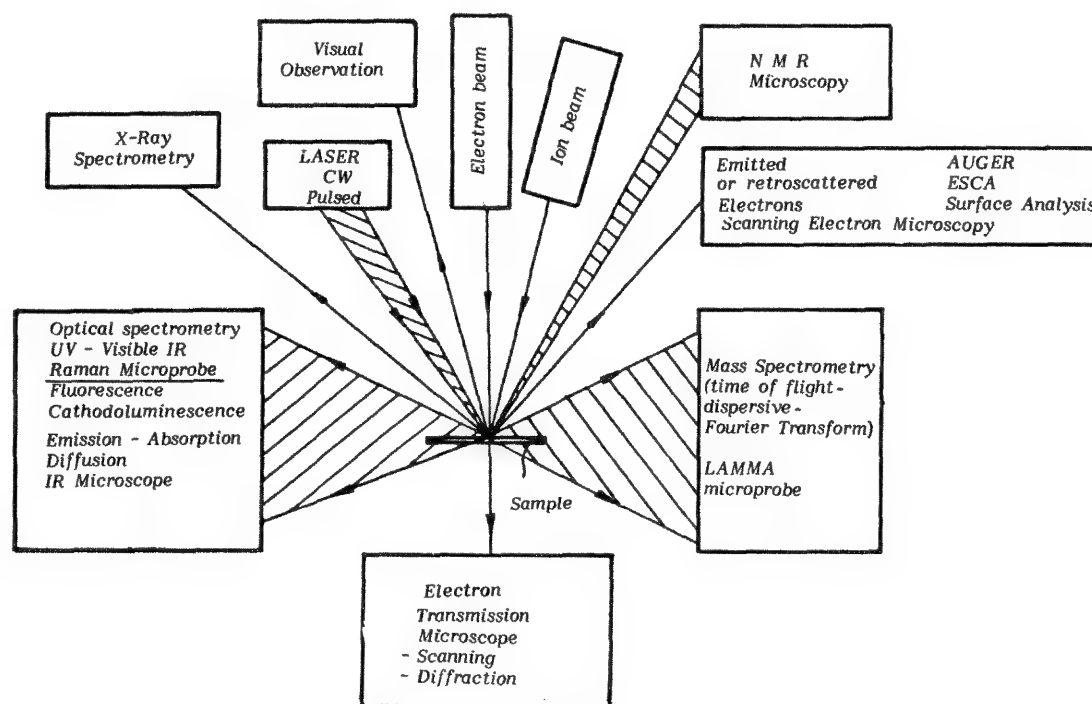 Visual
Observation
Electron beam
Ion beam
N M R
Microscopy
X-Ray
Spectrometry
LASER
CW
Pulsed
Emitted AUGER
or retroscattered ESCA
Electrons Surface Analysis
Scanning Electron Microscopy
Optical spectrometry
UV - Visible IR
Raman Microprobe
Fluorescence
Cathodoluminescence
Emission - Absorption
Diffusion
IR Microscope
Mass Spectrometry
(time of flight-
dispersive-
Fourier Transform)
LAMMA
microprobe
Sample
Electron
Transmission
Microscope
- Scanning
- Diffraction